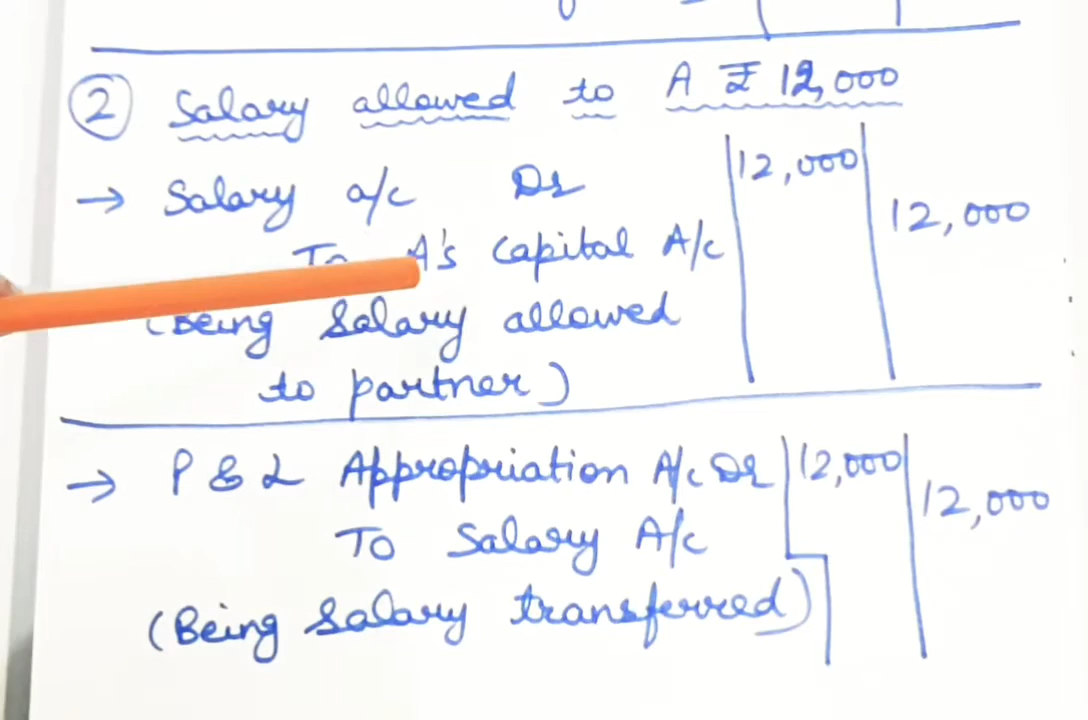 ② Salary allowed to A ₹ 12,000
→ Salary a/c Dr 12,000
To A's Capital A/c 12,000
(Being Salary allowed
to partner)
→ P & L Appropriation A/c Dr 12,000
To Salary A/c 12,000
(Being Salary transferred)